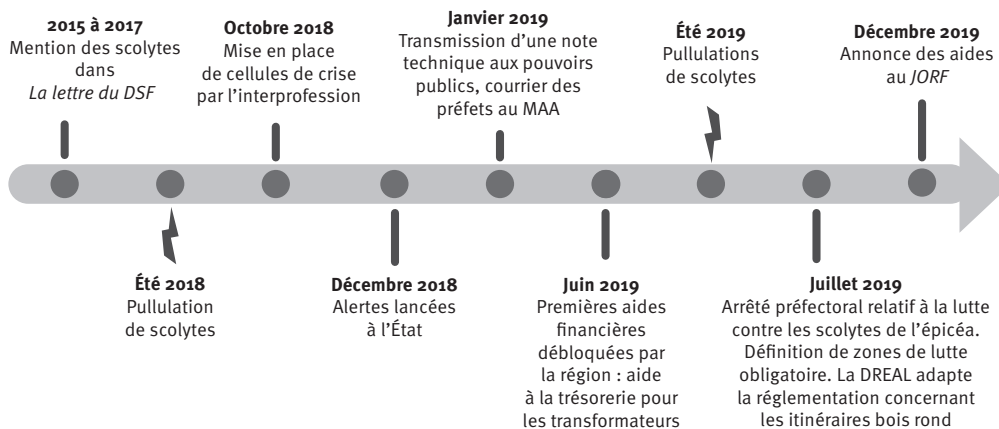 2015 à 2017
Mention des scolytes
dans
La lettre du DSF
Octobre 2018
Mise en place
de cellules de crise
par l’interprofession
Janvier 2019
Transmission d’une note
technique aux pouvoirs
publics, courrier des
préfets au MAA
Été 2019
Pullulations
de scolytes
Décembre 2019
Annonce des aides
au JORF
Été 2018
Pullulation
de scolytes
Décembre 2018
Alertes lancées
à l’État
Juin 2019
Premières aides
financières
débloquées par
la région : aide
à la trésorerie pour
les transformateurs
Juillet 2019
Arrêté préfectoral relatif à la lutte
contre les scolytes de l’épicéa.
Définition de zones de lutte
obligatoire. La DREAL adapte
la réglementation concernant
les itinéraires bois rond